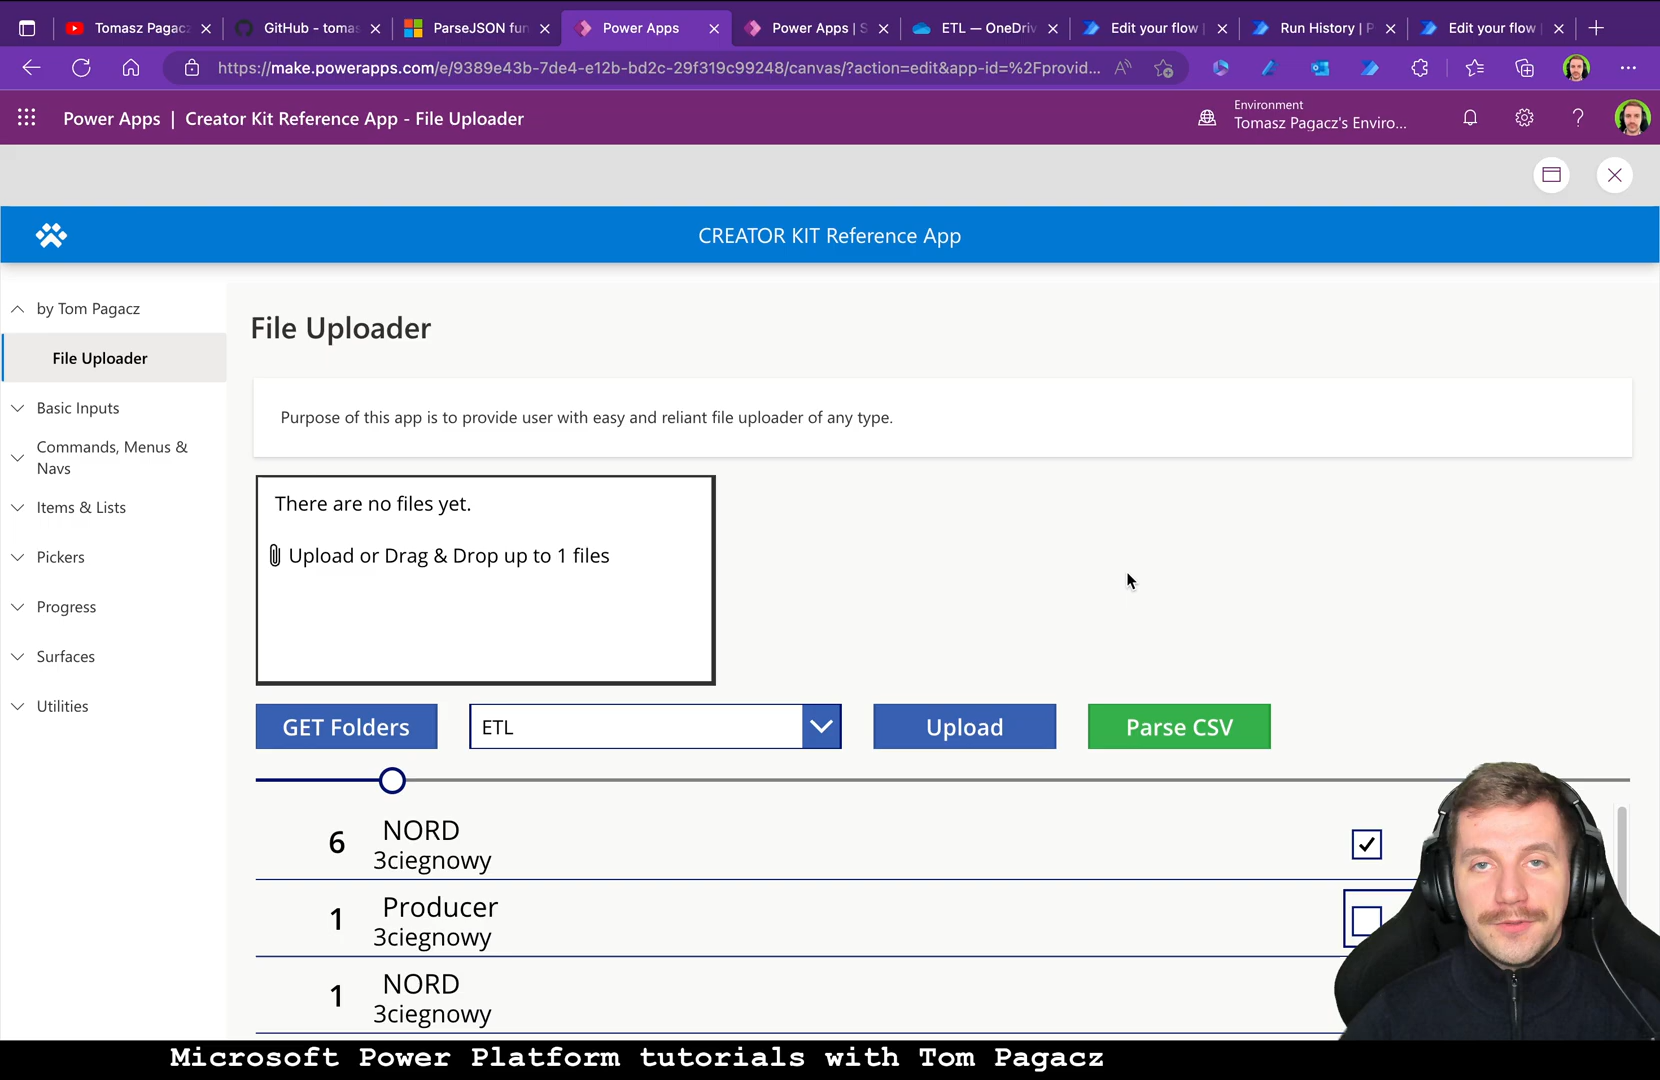 Tomasz Pagacz
GitHub - tomas
ParseJSON fun
Power Apps
Power Apps | S
ETL — OneDriv
Edit your flow |
Run History | P
Edit your flow |
https://make.powerapps.com/e/9389e43b-7de4-e12b-bd2c-29f319c99248/canvas/?action=edit&app-id=%2Fprovid...
Power Apps | Creator Kit Reference App - File Uploader
Environment
Tomasz Pagacz's Enviro...
CREATOR KIT Reference App
by Tom Pagacz
File Uploader
Basic Inputs
Commands, Menus &
Navs
Items & Lists
Pickers
Progress
Surfaces
Utilities
File Uploader
Purpose of this app is to provide user with easy and reliant file uploader of any type.
There are no files yet.
Upload or Drag & Drop up to 1 files
GET Folders
ETL
Upload
Parse CSV
6 NORD
3ciegnowy
1 Producer
3ciegnowy
1 NORD
3ciegnowy
Microsoft Power Platform tutorials with Tom Pagacz